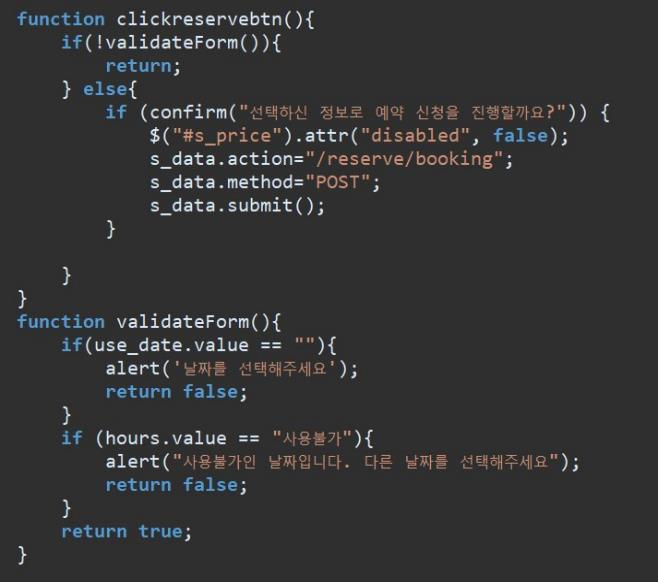 function clickreservebtn(){
    if(!validateForm()){
        return;
    } else{
        if (confirm("선택하신 정보로 예약 신청을 진행할까요?")) {
            $("#s_price").attr("disabled", false);
            s_data.action="/reserve/booking";
            s_data.method="POST";
            s_data.submit();
        }

    }
}
function validateForm(){
    if(use_date.value == ""){
        alert('날짜를 선택해주세요');
        return false;
    }
    if (hours.value == "사용불가"){
        alert("사용불가인 날짜입니다. 다른 날짜를 선택해주세요");
        return false;
    }
    return true;
}